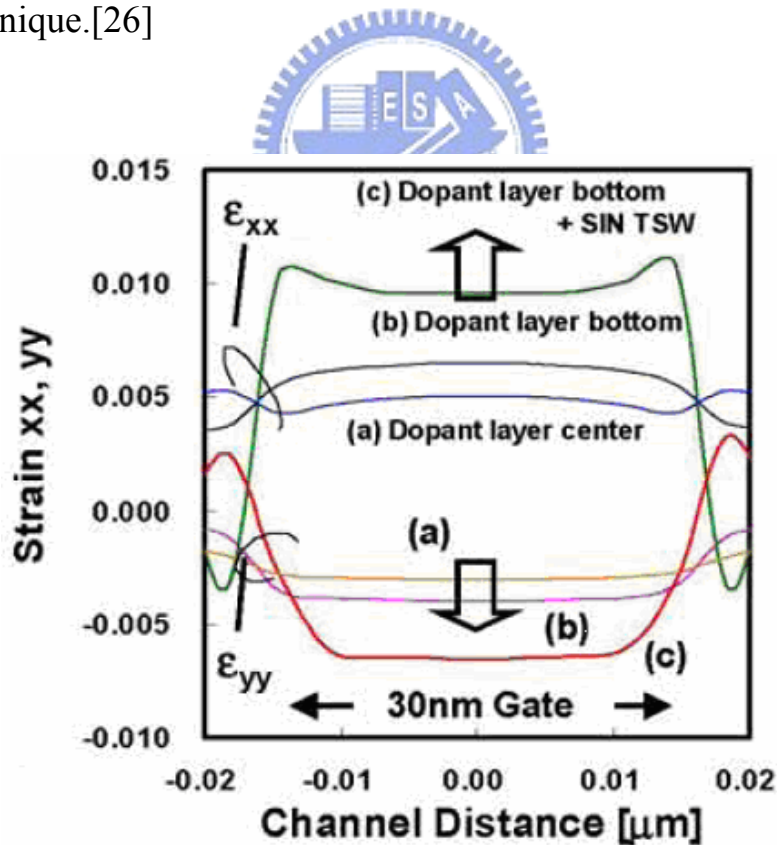 nique.[26]
E S A
0.015
(c) Dopant layer bottom
+ SIN TSW
εxx
0.010
(b) Dopant layer bottom
0.005
(a) Dopant layer center
Strain xx, yy
0.000
(a)
-0.005
(b)
(c)
εyy
30nm Gate
-0.010
-0.02 -0.01 0.00 0.01 0.02
Channel Distance [μm]